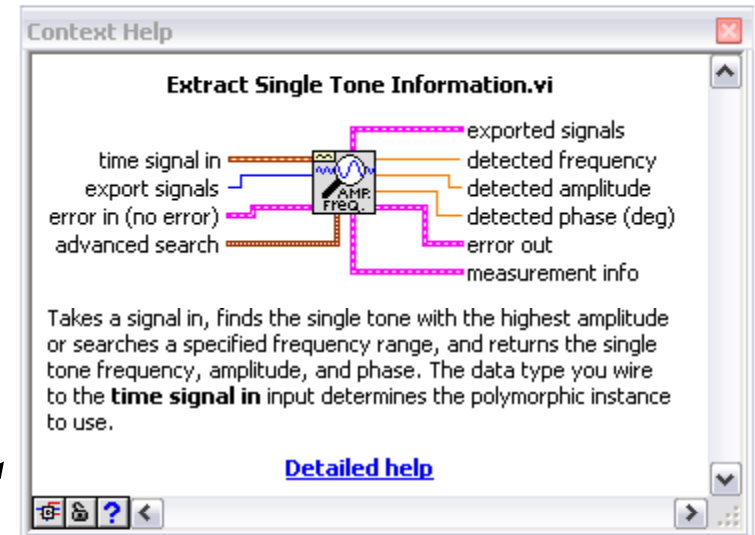 Context Help
Extract Single Tone Information.vi
exported signals
time signal in
detected frequency
export signals
detected amplitude
error in (no error)
detected phase (deg)
advanced search
error out
measurement info
AMP.
Freq.
Takes a signal in, finds the single tone with the highest amplitude
or searches a specified frequency range, and returns the single
tone frequency, amplitude, and phase. The data type you wire
to the time signal in input determines the polymorphic instance
to use.
Detailed help
?